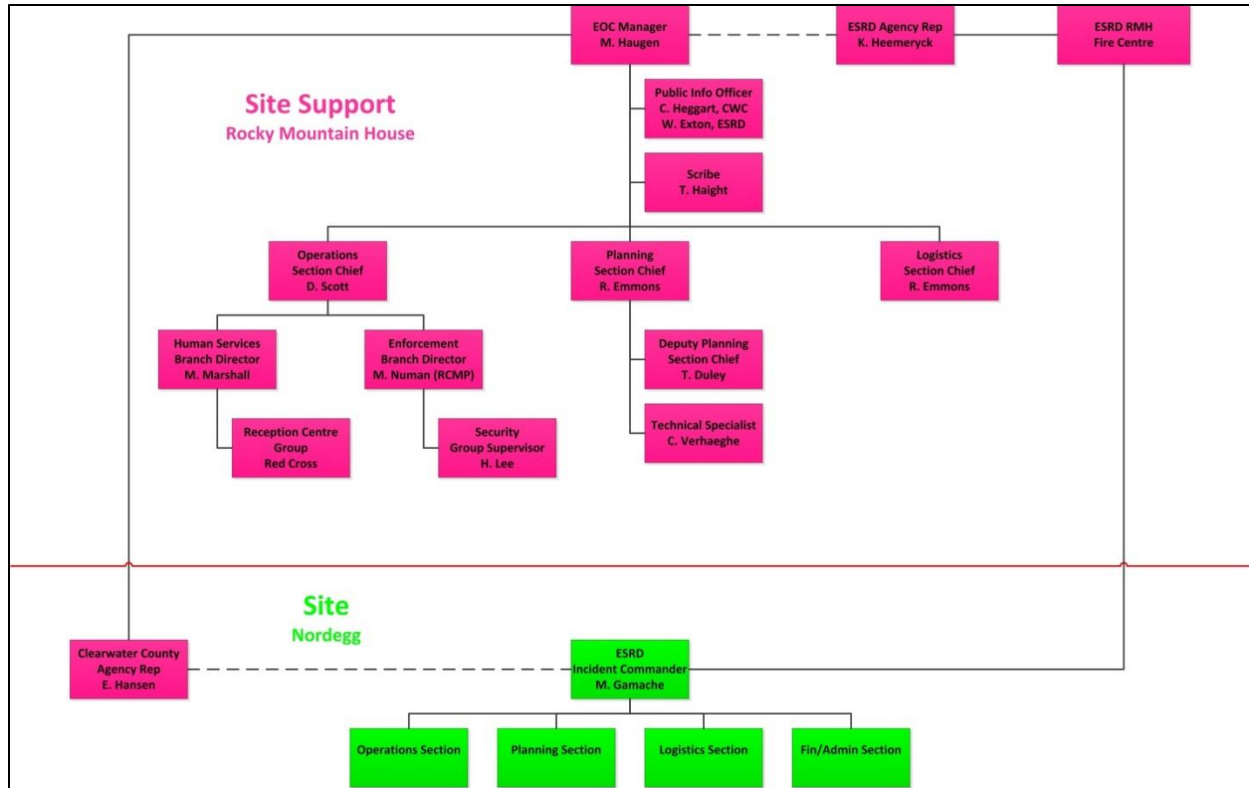 EOC Manager
M. Haugen
ESRD Agency Rep
K. Heemeryck
ESRD RMH
Fire Centre
Site Support
Rocky Mountain House
Public Info Officer
C. Heggart, CWC
W. Exton, ESRD
Scribe
T. Haight
Operations
Section Chief
D. Scott
Planning
Section Chief
R. Emmons
Logistics
Section Chief
R. Emmons
Human Services
Branch Director
M. Marshall
Enforcement
Branch Director
M. Numan (RCMP)
Deputy Planning
Section Chief
T. Duley
Reception Centre
Group
Red Cross
Security
Group Supervisor
H. Lee
Technical Specialist
C. Verhaeghe
Site
Nordegg
Clearwater County
Agency Rep
E. Hansen
ESRD
Incident Commander
M. Gamache
Operations Section
Planning Section
Logistics Section
Fin/Admin Section